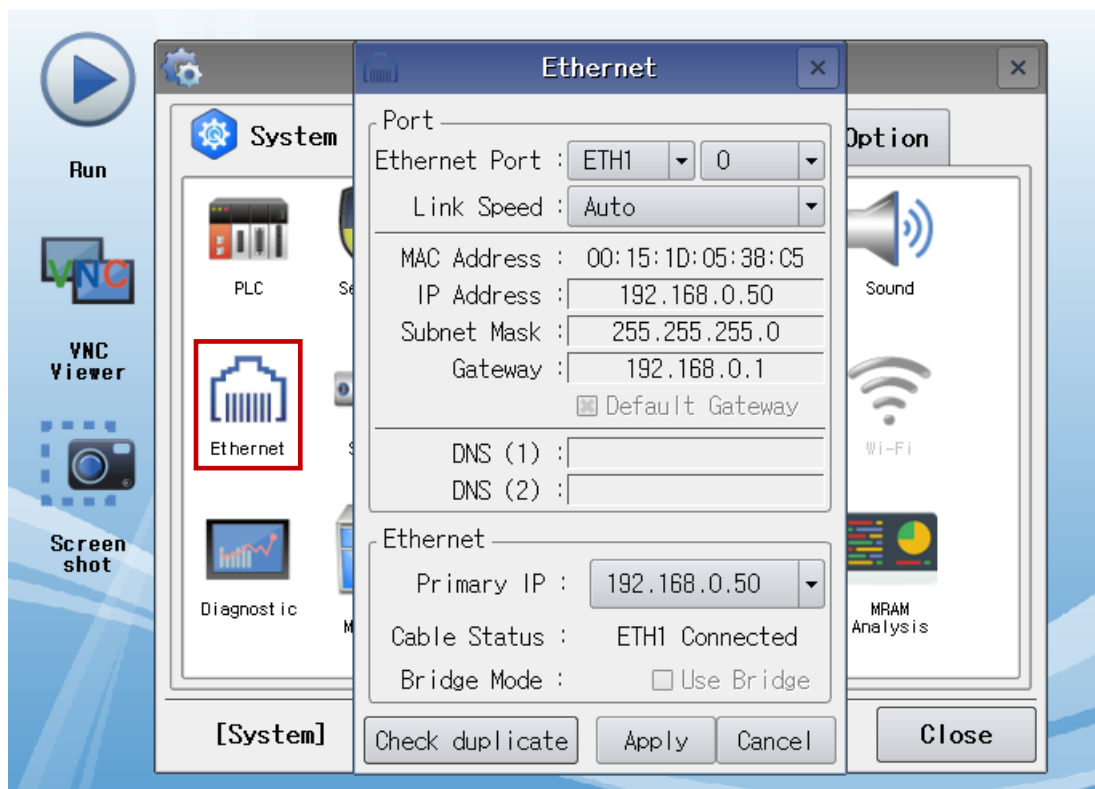 Run
VNC
VNC
Viewer
Screen
shot
System
Option
PLC
Ethernet
Diagnostic
Sound
Wi-Fi
MRAM
Analysis
[System]
Close
Ethernet
Port
Ethernet Port : ETH1 0
Link Speed : Auto
MAC Address : 00:15:1D:05:38:C5
IP Address : 192.168.0.50
Subnet Mask : 255.255.255.0
Gateway : 192.168.0.1
Default Gateway
DNS (1) :
DNS (2) :
Ethernet
Primary IP : 192.168.0.50
Cable Status : ETH1 Connected
Bridge Mode : Use Bridge
Check duplicate Apply Cancel